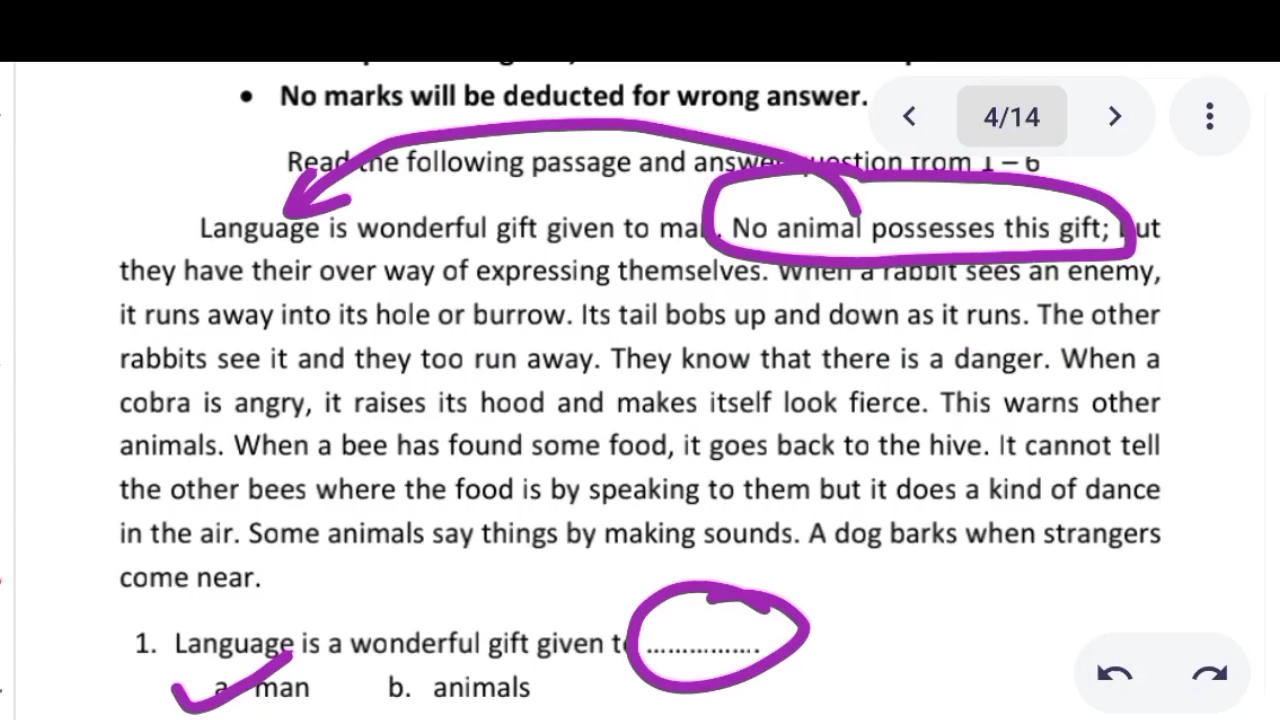 No marks will be deducted for wrong answer.
4/14
Read the following passage and answer question from 1 – 6
Language is wonderful gift given to man. No animal possesses this gift; but
they have their over way of expressing themselves. When a rabbit sees an enemy,
it runs away into its hole or burrow. Its tail bobs up and down as it runs. The other
rabbits see it and they too run away. They know that there is a danger. When a
cobra is angry, it raises its hood and makes itself look fierce. This warns other
animals. When a bee has found some food, it goes back to the hive. It cannot tell
the other bees where the food is by speaking to them but it does a kind of dance
in the air. Some animals say things by making sounds. A dog barks when strangers
come near.
1. Language is a wonderful gift given to ................
a. man b. animals